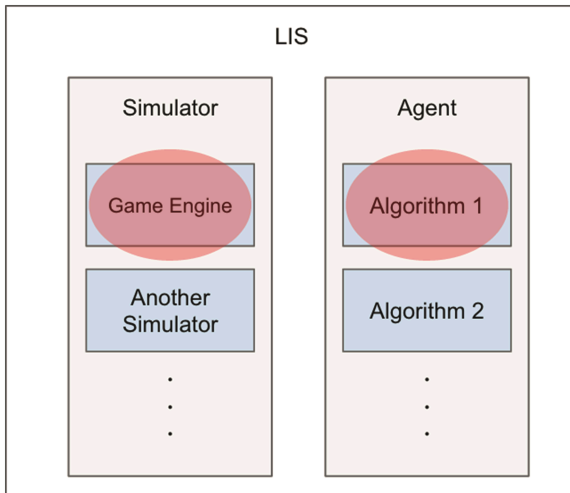 LIS
Simulator
Game Engine
Another
Simulator
.
.
.
Agent
Algorithm 1
Algorithm 2
.
.
.